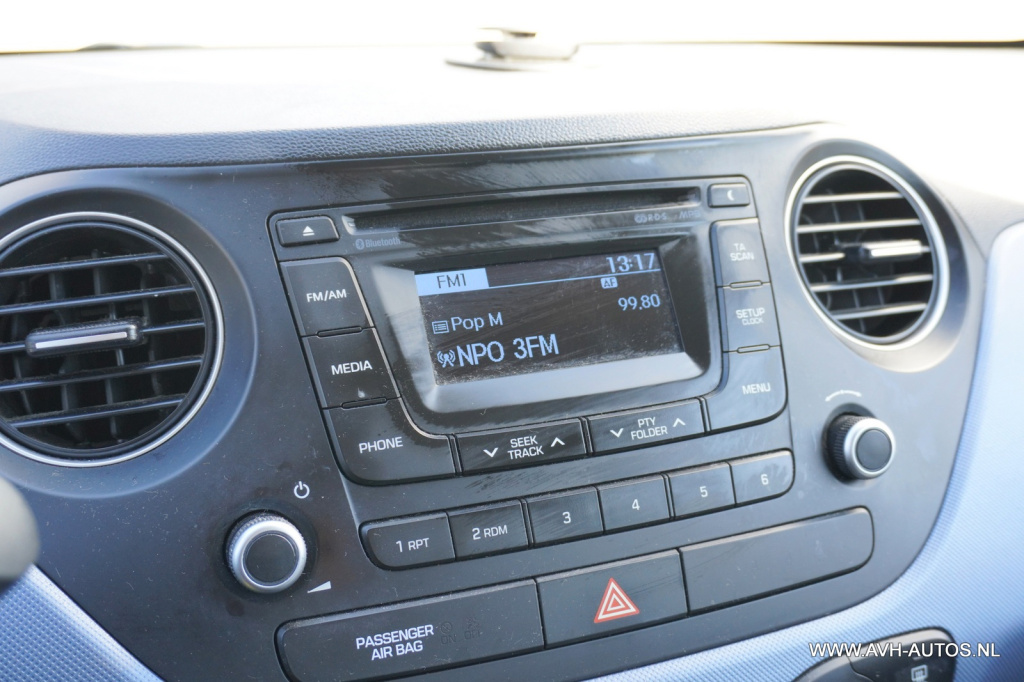 R·D·S
Bluetooth
TA
SCAN
FM1
13:17
AF
FM/AM
99.80
Pop M
SETUP
CLOCK
NPO 3FM
MEDIA
MENU
PHONE
SEEK
TRACK
PTY
FOLDER
1 RPT
2 RDM
3
4
5
6
PASSENGER
AIR BAG
WWW.AVH-AUTOS.NL